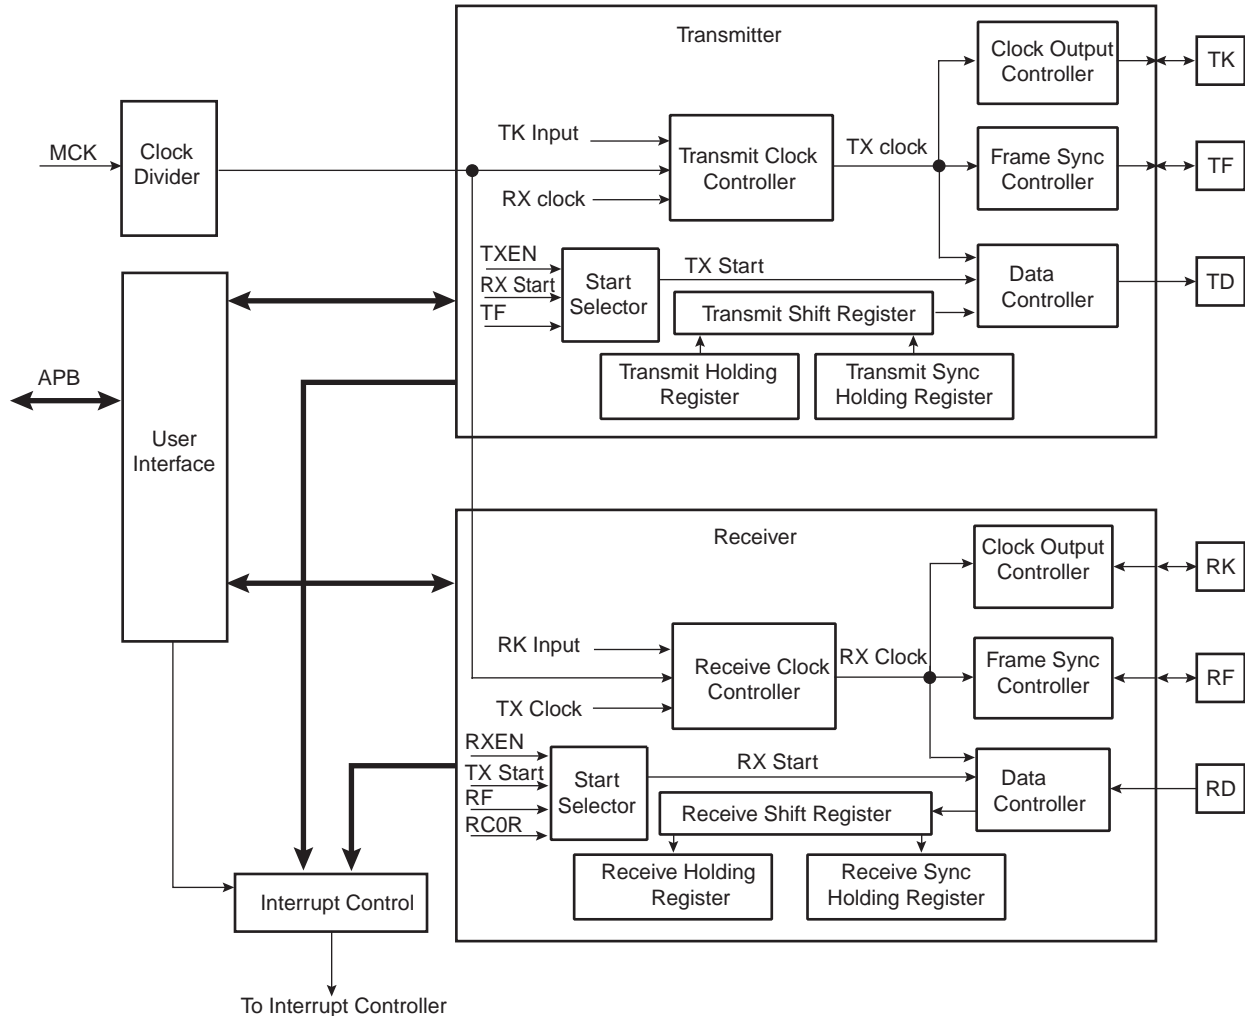 Transmitter
Clock Output
Controller
TK
MCK
Clock
Divider
TK Input
RX clock
Transmit Clock
Controller
TX clock
Frame Sync
Controller
TF
TXEN
RX Start
TF
Start
Selector
TX Start
Data
Controller
TD
Transmit Shift Register
Transmit Holding
Register
Transmit Sync
Holding Register
APB
User
Interface
Receiver
Clock Output
Controller
RK
RK Input
TX Clock
Receive Clock
Controller
RX Clock
Frame Sync
Controller
RF
RXEN
TX Start
RF
RC0R
Start
Selector
RX Start
Data
Controller
RD
Receive Shift Register
Receive Holding
Register
Receive Sync
Holding Register
Interrupt Control
To Interrupt Controller